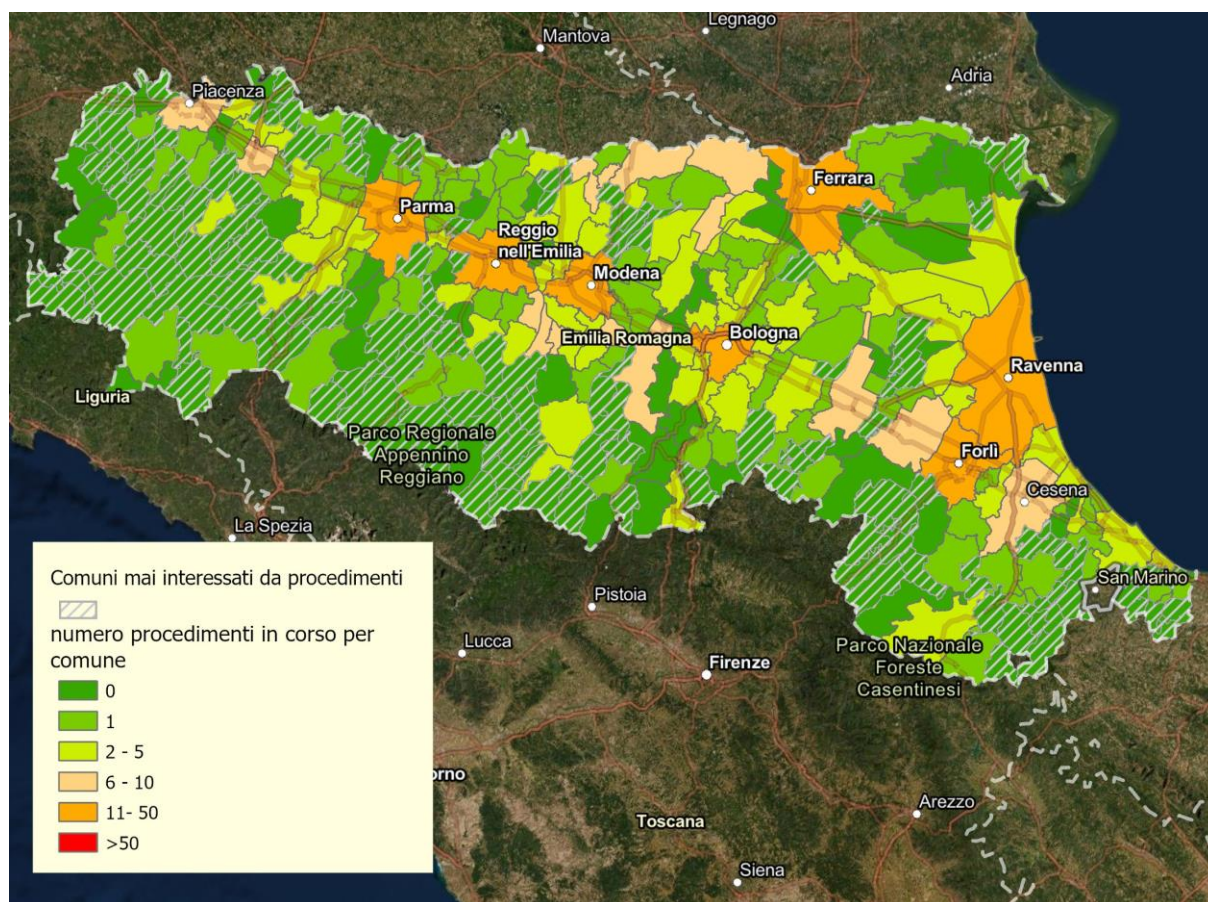 Legnago
Mantova
Adria
Piacenza
Ferrara
Parma
Reggio
nell'Emilia
Modena
Emilia Romagna
Bologna
Ravenna
Liguria
Parco Regionale
Appennino
Reggiano
Forlì
Cesena
La Spezia
San Marino
Comuni mai interessati da procedimenti
numero procedimenti in corso per
comune
0
1
2 - 5
6 - 10
11- 50
>50
Pistoia
Lucca
Firenze
Parco Nazionale
Foreste
Casentinesi
orno
Arezzo
Toscana
Siena